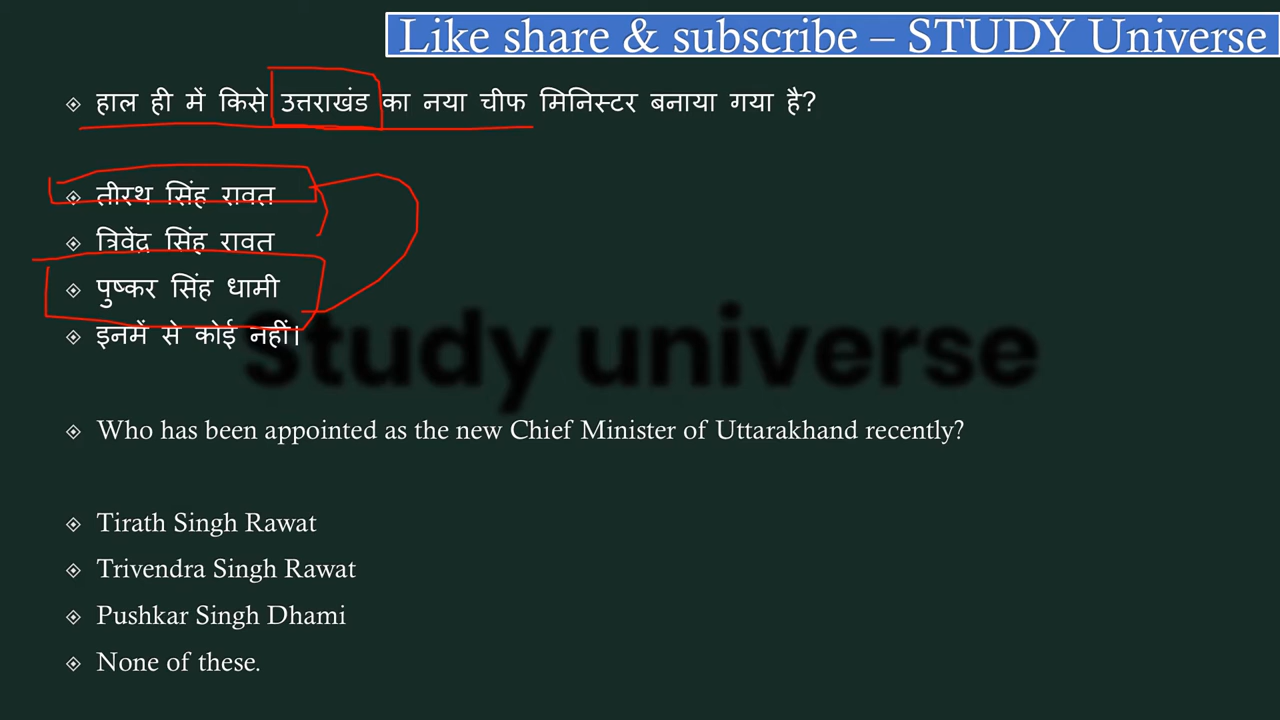 Like share & subscribe – STUDY Universe
हाल ही में किसे उत्तराखंड का नया चीफ मिनिस्टर बनाया गया है?
तीरथ सिंह रावत
त्रिवेंद्र सिंह रावत
पुष्कर सिंह धामी
इनमें से कोई नहीं।
Study universe
Who has been appointed as the new Chief Minister of Uttarakhand recently?
Tirath Singh Rawat
Trivendra Singh Rawat
Pushkar Singh Dhami
None of these.